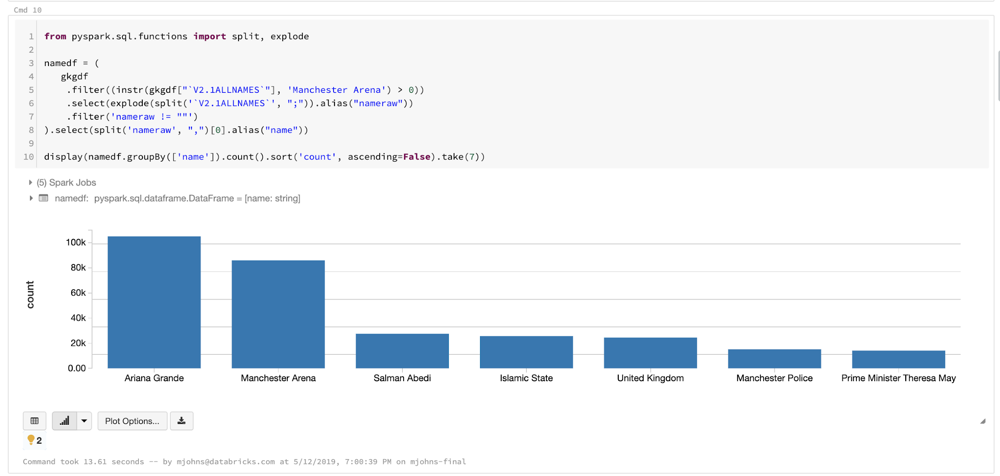 Cmd 10
1 from pyspark.sql.functions import split, explode
2
3 namedf = (
4    gkgdf
5     .filter((instr(gkgdf["`V2.1ALLNAMES`"], 'Manchester Arena') > 0))
6     .select(explode(split('`V2.1ALLNAMES`', ";")).alias("nameraw"))
7     .filter('nameraw != ""')
8 ).select(split('nameraw', ",")[0].alias("name"))
9
10 display(namedf.groupBy(['name']).count().sort('count', ascending=False).take(7))
(5) Spark Jobs
namedf: pyspark.sql.dataframe.DataFrame = [name: string]
100k
80k
60k
40k
20k
0.00
count
Ariana Grande Manchester Arena Salman Abedi Islamic State United Kingdom Manchester Police Prime Minister Theresa May
Plot Options...
2
Command took 13.61 seconds -- by mjohns@databricks.com at 5/12/2019, 7:00:39 PM on mjohns-final